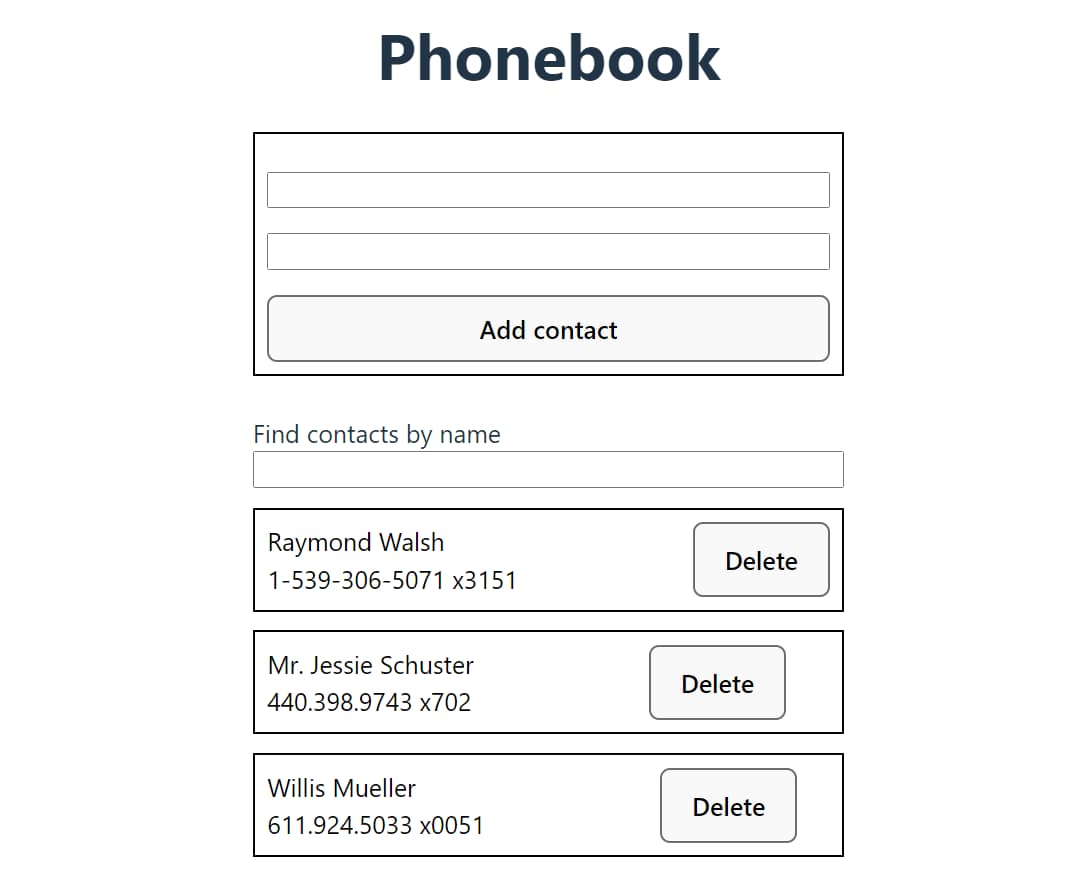 Phonebook
Add contact
Find contacts by name
Raymond Walsh
1-539-306-5071 x3151
Delete
Mr. Jessie Schuster
440.398.9743 x702
Delete
Willis Mueller
611.924.5033 x0051
Delete